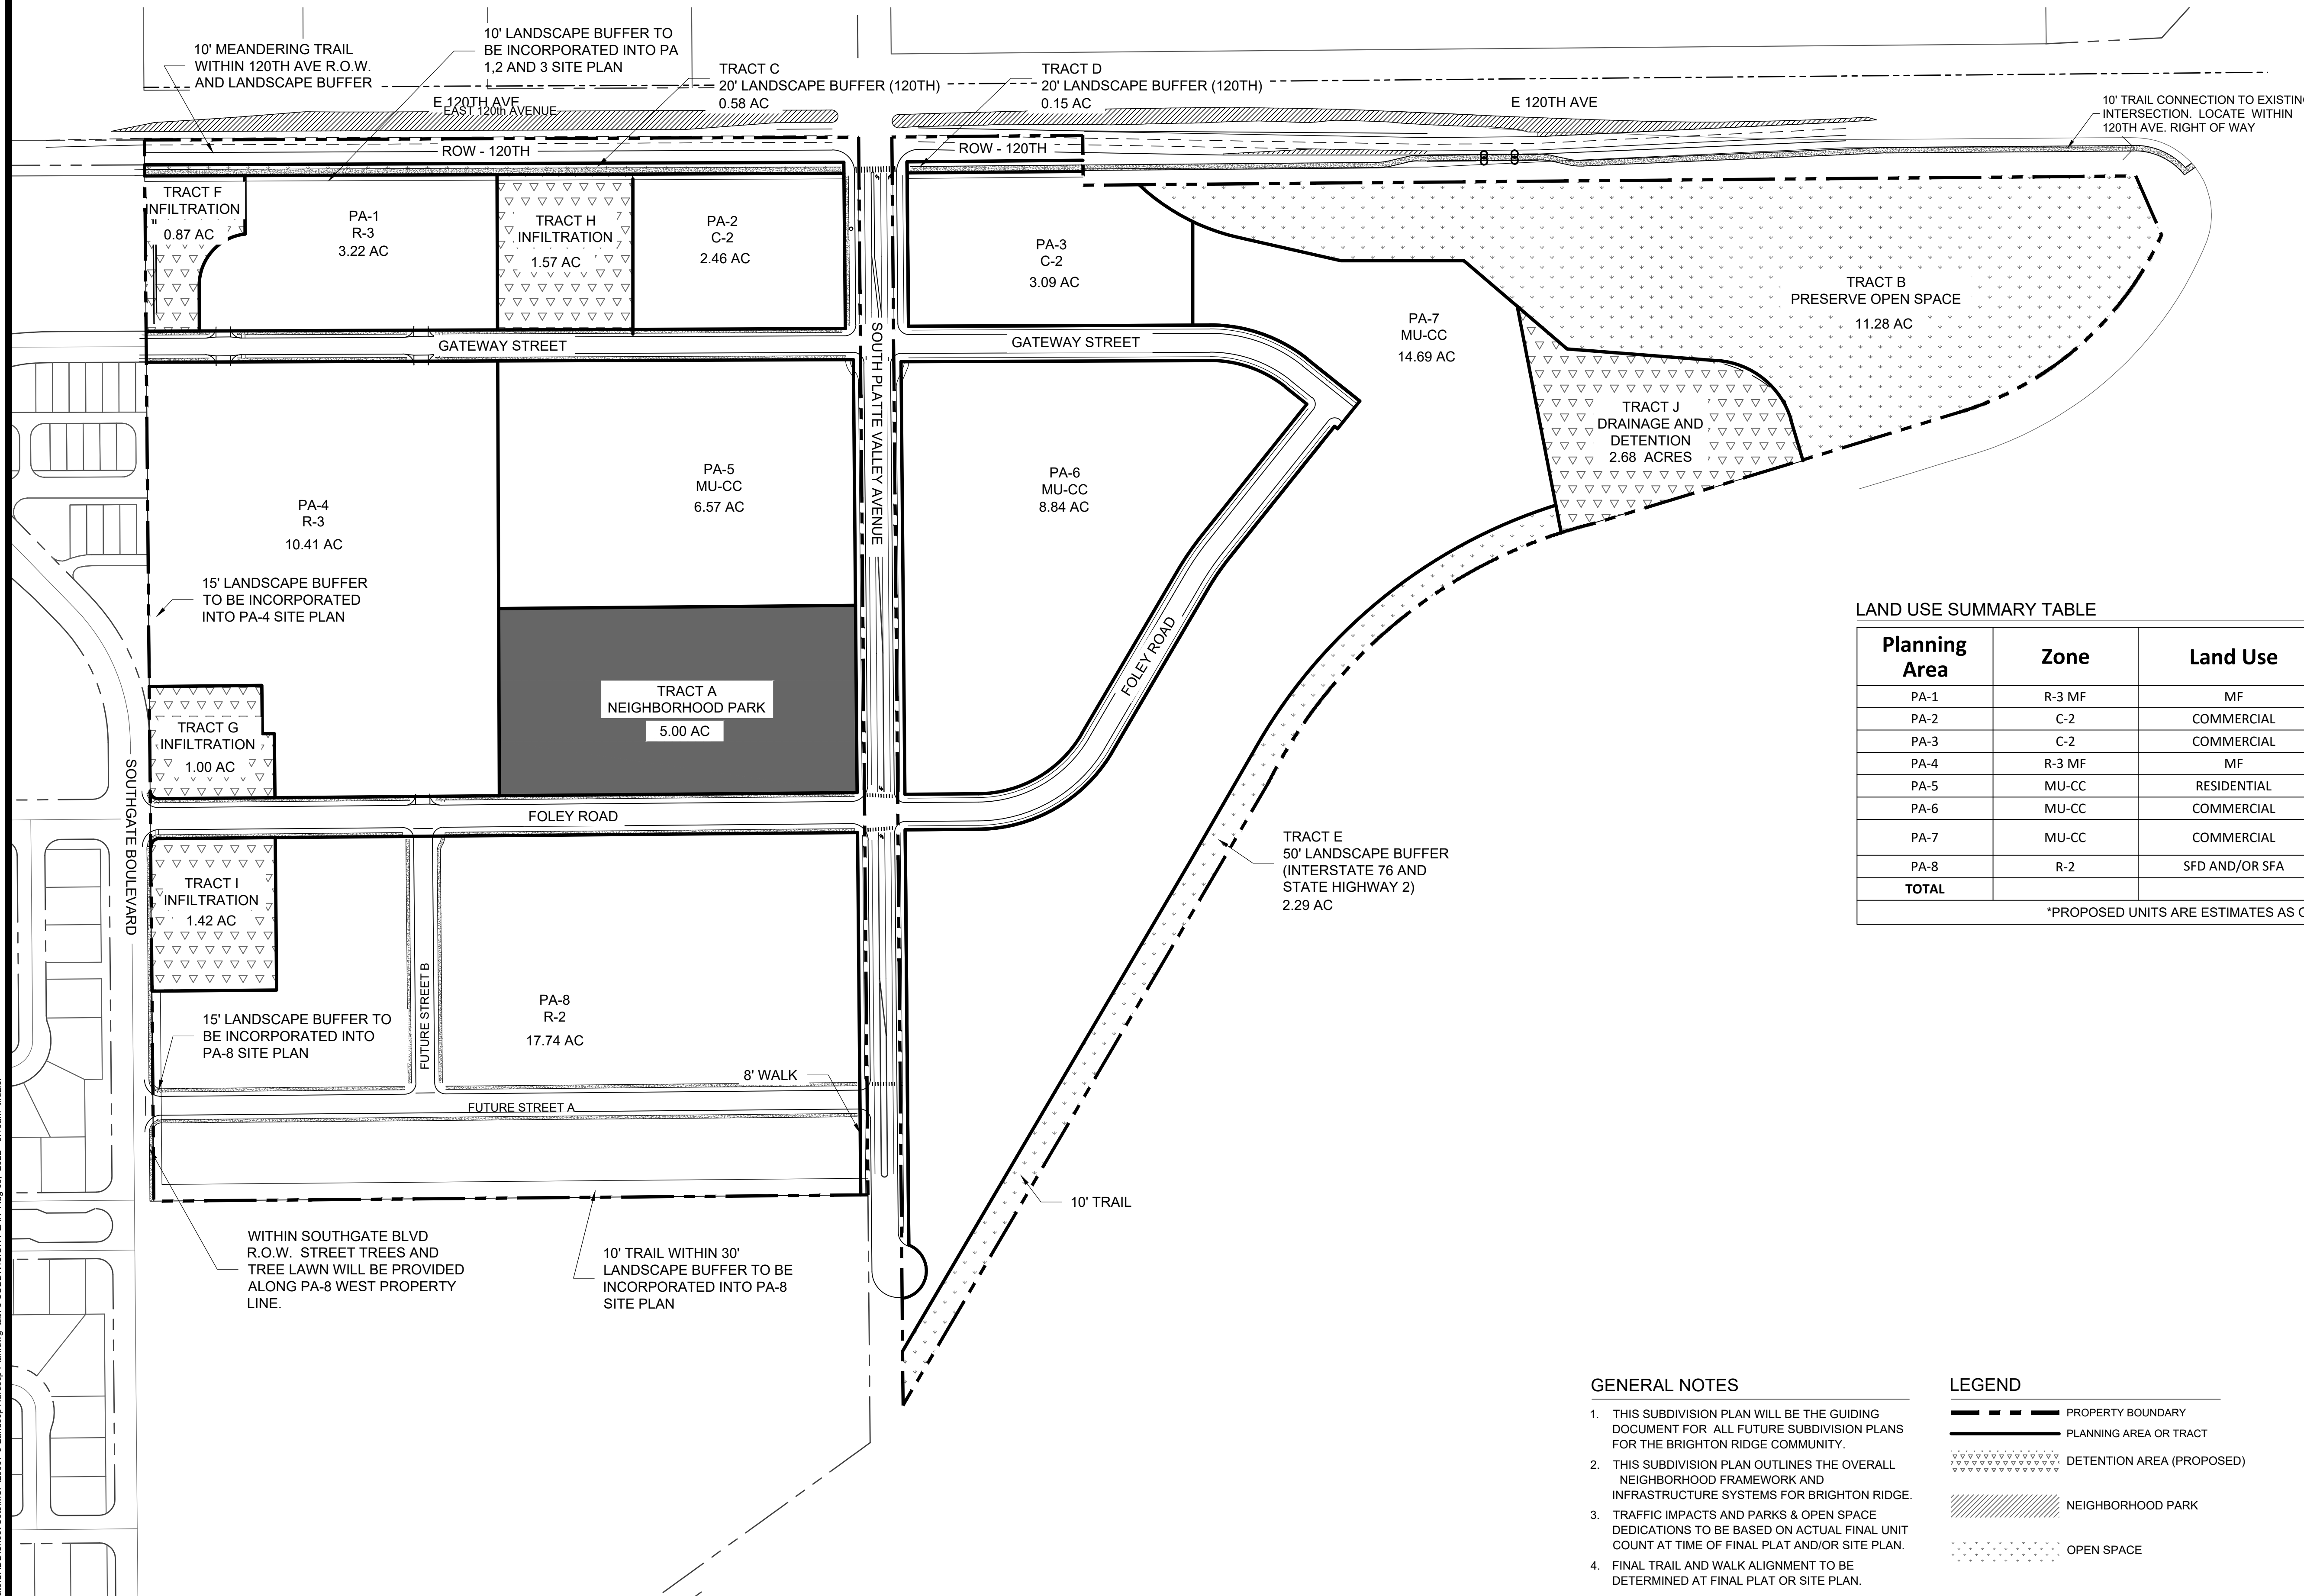 10' MEANDERING TRAIL
WITHIN 120TH AVE R.O.W.
AND LANDSCAPE BUFFER
10' LANDSCAPE BUFFER TO
BE INCORPORATED INTO PA
1,2 AND 3 SITE PLAN
TRACT C
20' LANDSCAPE BUFFER (120TH)
0.58 AC
TRACT D
20' LANDSCAPE BUFFER (120TH)
0.15 AC
E 120TH AVE
EAST 120th AVENUE
E 120TH AVE
10' TRAIL CONNECTION TO EXISTING
INTERSECTION. LOCATE WITHIN
120TH AVE. RIGHT OF WAY
ROW - 120TH
ROW - 120TH
TRACT F
INFILTRATION
0.87 AC
PA-1
R-3
3.22 AC
TRACT H
INFILTRATION
1.57 AC
PA-2
C-2
2.46 AC
PA-3
C-2
3.09 AC
PA-7
MU-CC
14.69 AC
TRACT B
PRESERVE OPEN SPACE
11.28 AC
GATEWAY STREET
GATEWAY STREET
SOUTH PLATTE VALLEY AVENUE
TRACT J
DRAINAGE AND
DETENTION
2.68 ACRES
PA-4
R-3
10.41 AC
PA-5
MU-CC
6.57 AC
PA-6
MU-CC
8.84 AC
15' LANDSCAPE BUFFER
TO BE INCORPORATED
INTO PA-4 SITE PLAN
TRACT A
NEIGHBORHOOD PARK
5.00 AC
FOLEY ROAD
TRACT G
INFILTRATION
1.00 AC
SOUTHGATE BOULEVARD
FOLEY ROAD
TRACT I
INFILTRATION
1.42 AC
TRACT E
50' LANDSCAPE BUFFER
(INTERSTATE 76 AND
STATE HIGHWAY 2)
2.29 AC
15' LANDSCAPE BUFFER TO
BE INCORPORATED INTO
PA-8 SITE PLAN
FUTURE STREET B
PA-8
R-2
17.74 AC
8' WALK
FUTURE STREET A
10' TRAIL
WITHIN SOUTHGATE BLVD
R.O.W. STREET TREES AND
TREE LAWN WILL BE PROVIDED
ALONG PA-8 WEST PROPERTY
LINE.
10' TRAIL WITHIN 30'
LANDSCAPE BUFFER TO BE
INCORPORATED INTO PA-8
SITE PLAN
LAND USE SUMMARY TABLE
Planning Area Zone Land Use
PA-1 R-3 MF MF
PA-2 C-2 COMMERCIAL
PA-3 C-2 COMMERCIAL
PA-4 R-3 MF MF
PA-5 MU-CC RESIDENTIAL
PA-6 MU-CC COMMERCIAL
PA-7 MU-CC COMMERCIAL
PA-8 R-2 SFD AND/OR SFA
TOTAL
*PROPOSED UNITS ARE ESTIMATES AS
GENERAL NOTES
1. THIS SUBDIVISION PLAN WILL BE THE GUIDING
DOCUMENT FOR ALL FUTURE SUBDIVISION PLANS
FOR THE BRIGHTON RIDGE COMMUNITY.
2. THIS SUBDIVISION PLAN OUTLINES THE OVERALL
NEIGHBORHOOD FRAMEWORK AND
INFRASTRUCTURE SYSTEMS FOR BRIGHTON RIDGE.
3. TRAFFIC IMPACTS AND PARKS & OPEN SPACE
DEDICATIONS TO BE BASED ON ACTUAL FINAL UNIT
COUNT AT TIME OF FINAL PLAT AND/OR SITE PLAN.
4. FINAL TRAIL AND WALK ALIGNMENT TO BE
DETERMINED AT FINAL PLAT OR SITE PLAN.
LEGEND
PROPERTY BOUNDARY
PLANNING AREA OR TRACT
DETENTION AREA (PROPOSED)
NEIGHBORHOOD PARK
OPEN SPACE